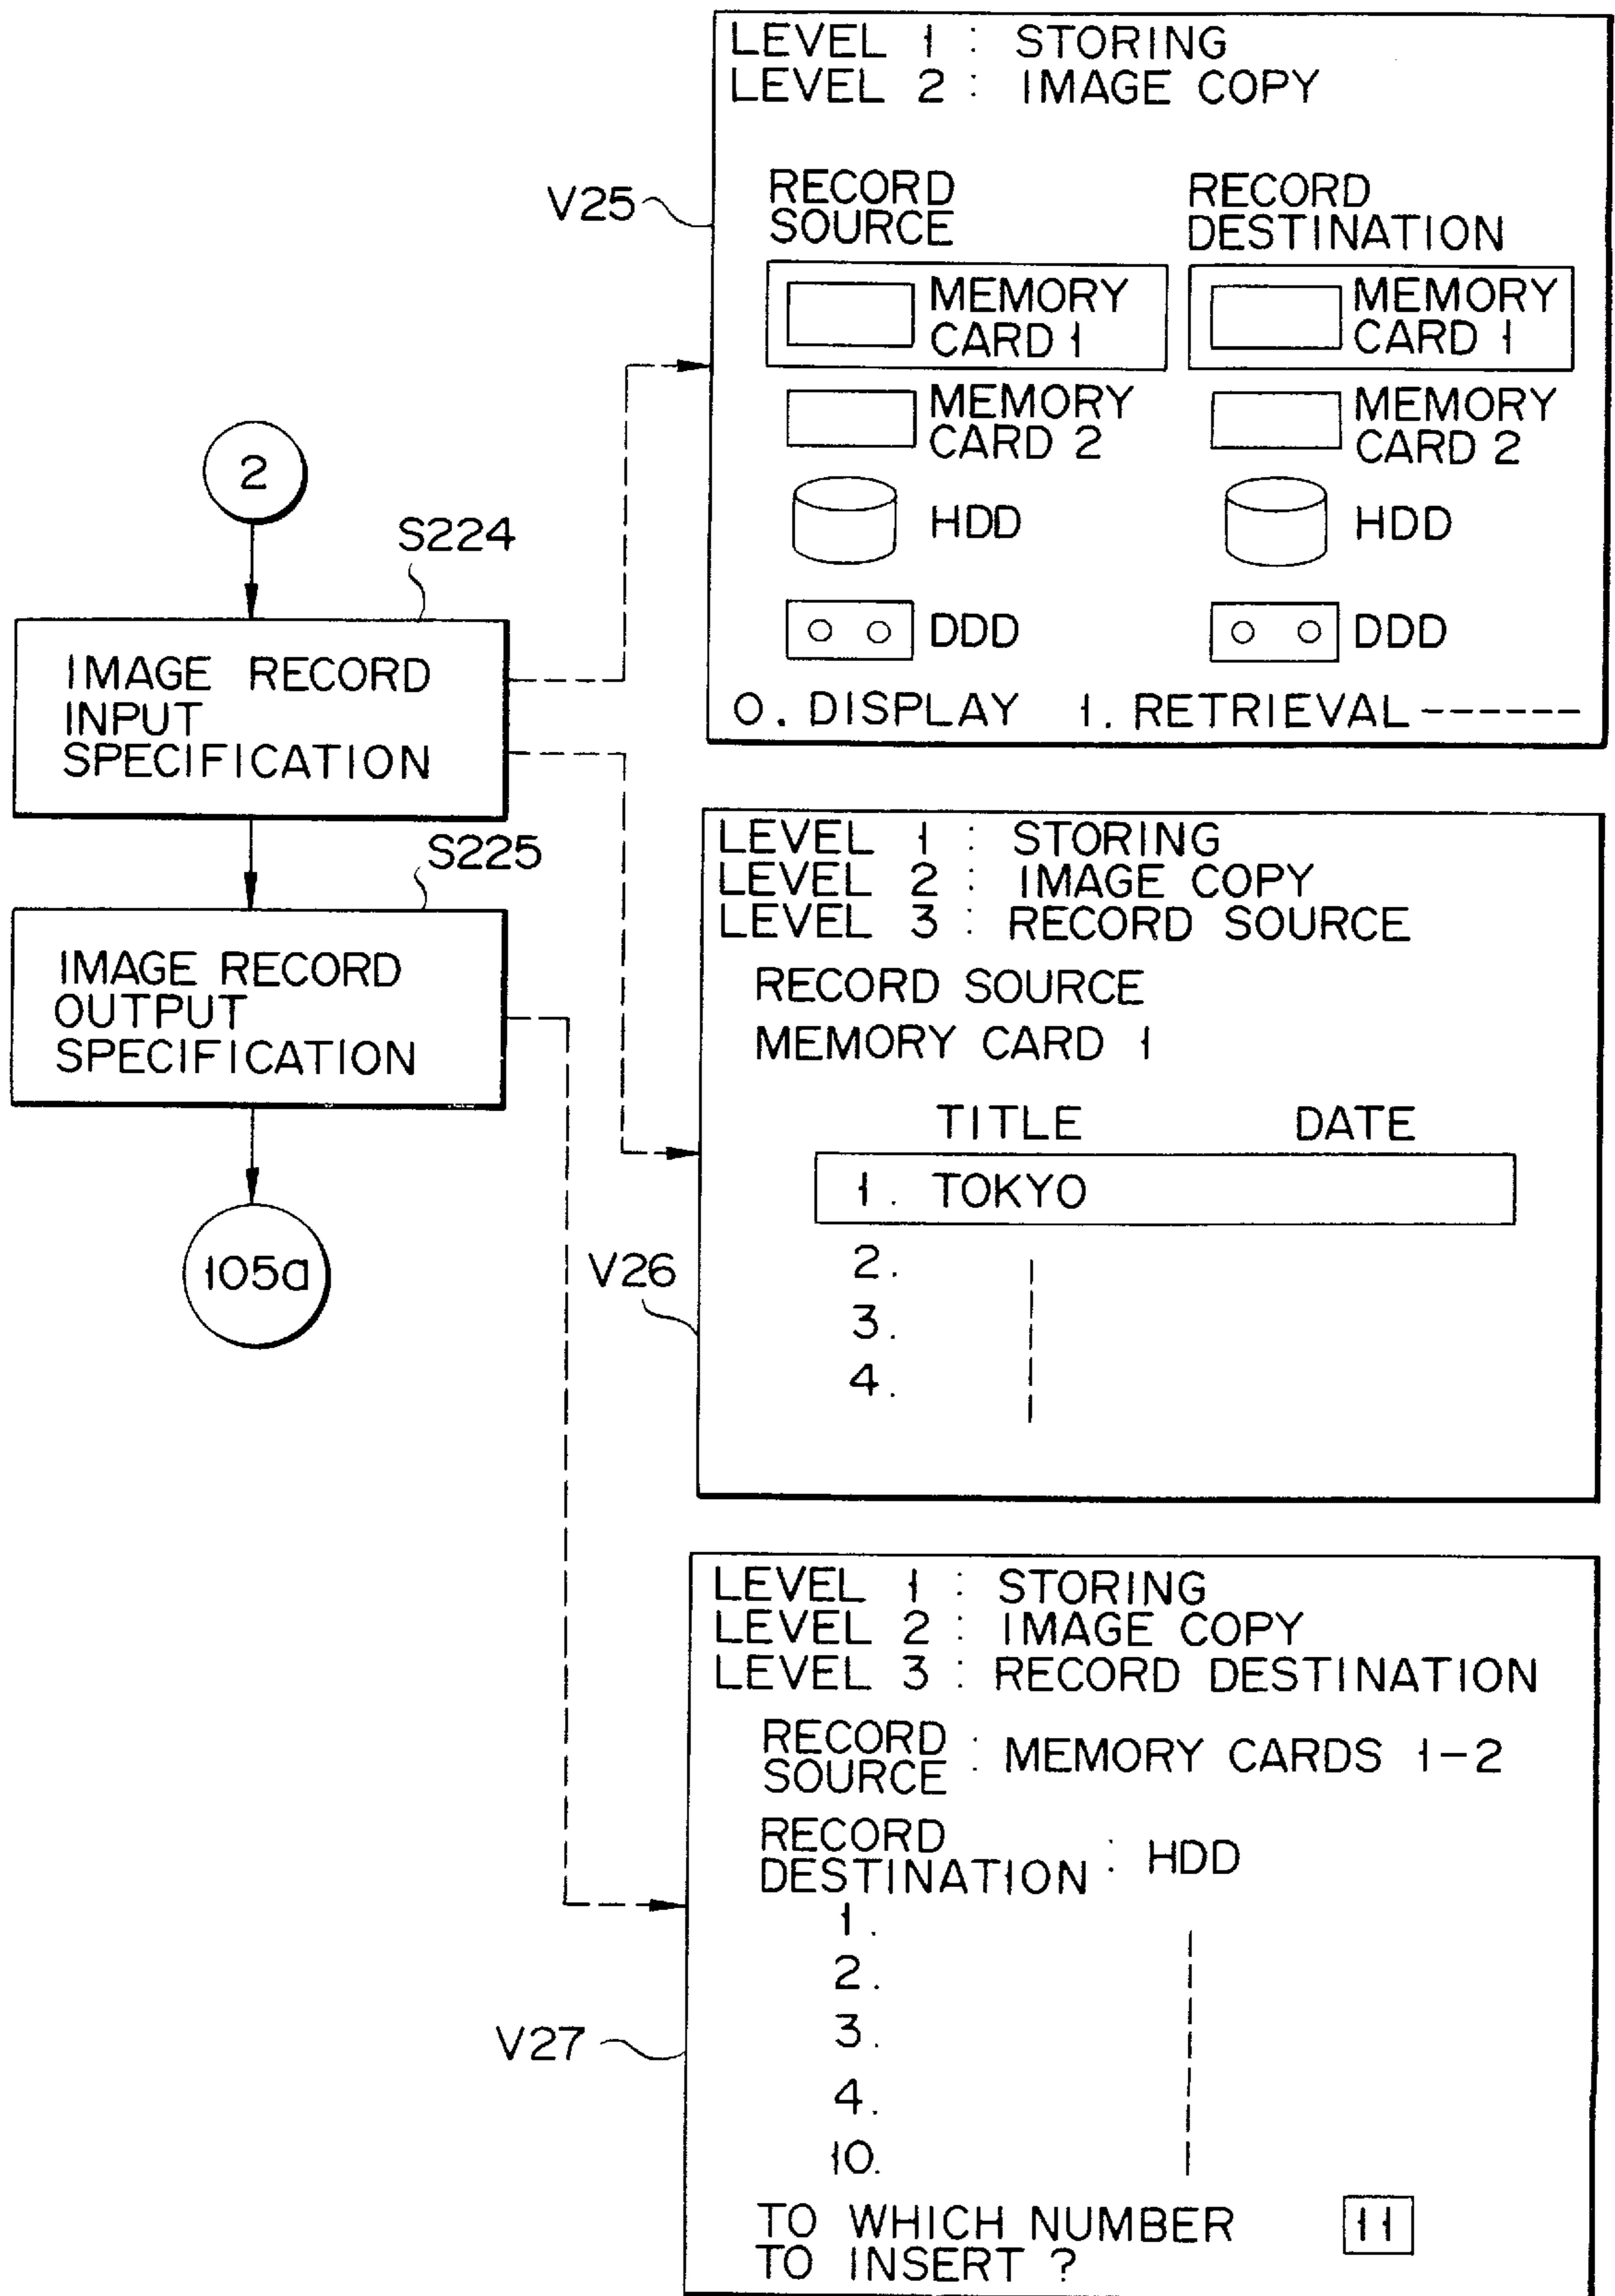 2
S224
IMAGE RECORD
INPUT
SPECIFICATION
S225
IMAGE RECORD
OUTPUT
SPECIFICATION
105a
V25
LEVEL 1 : STORING
LEVEL 2 : IMAGE COPY
RECORD
SOURCE
RECORD
DESTINATION
MEMORY
CARD 1
MEMORY
CARD 1
MEMORY
CARD 2
MEMORY
CARD 2
HDD
HDD
DDD
DDD
0. DISPLAY 1. RETRIEVAL ------
V26
LEVEL 1 : STORING
LEVEL 2 : IMAGE COPY
LEVEL 3 : RECORD SOURCE
RECORD SOURCE
MEMORY CARD 1
TITLE DATE
1. TOKYO
2.
3.
4.
V27
LEVEL 1 : STORING
LEVEL 2 : IMAGE COPY
LEVEL 3 : RECORD DESTINATION
RECORD
SOURCE : MEMORY CARDS 1-2
RECORD
DESTINATION : HDD
1.
2.
3.
4.
10.
TO WHICH NUMBER 11
TO INSERT ?